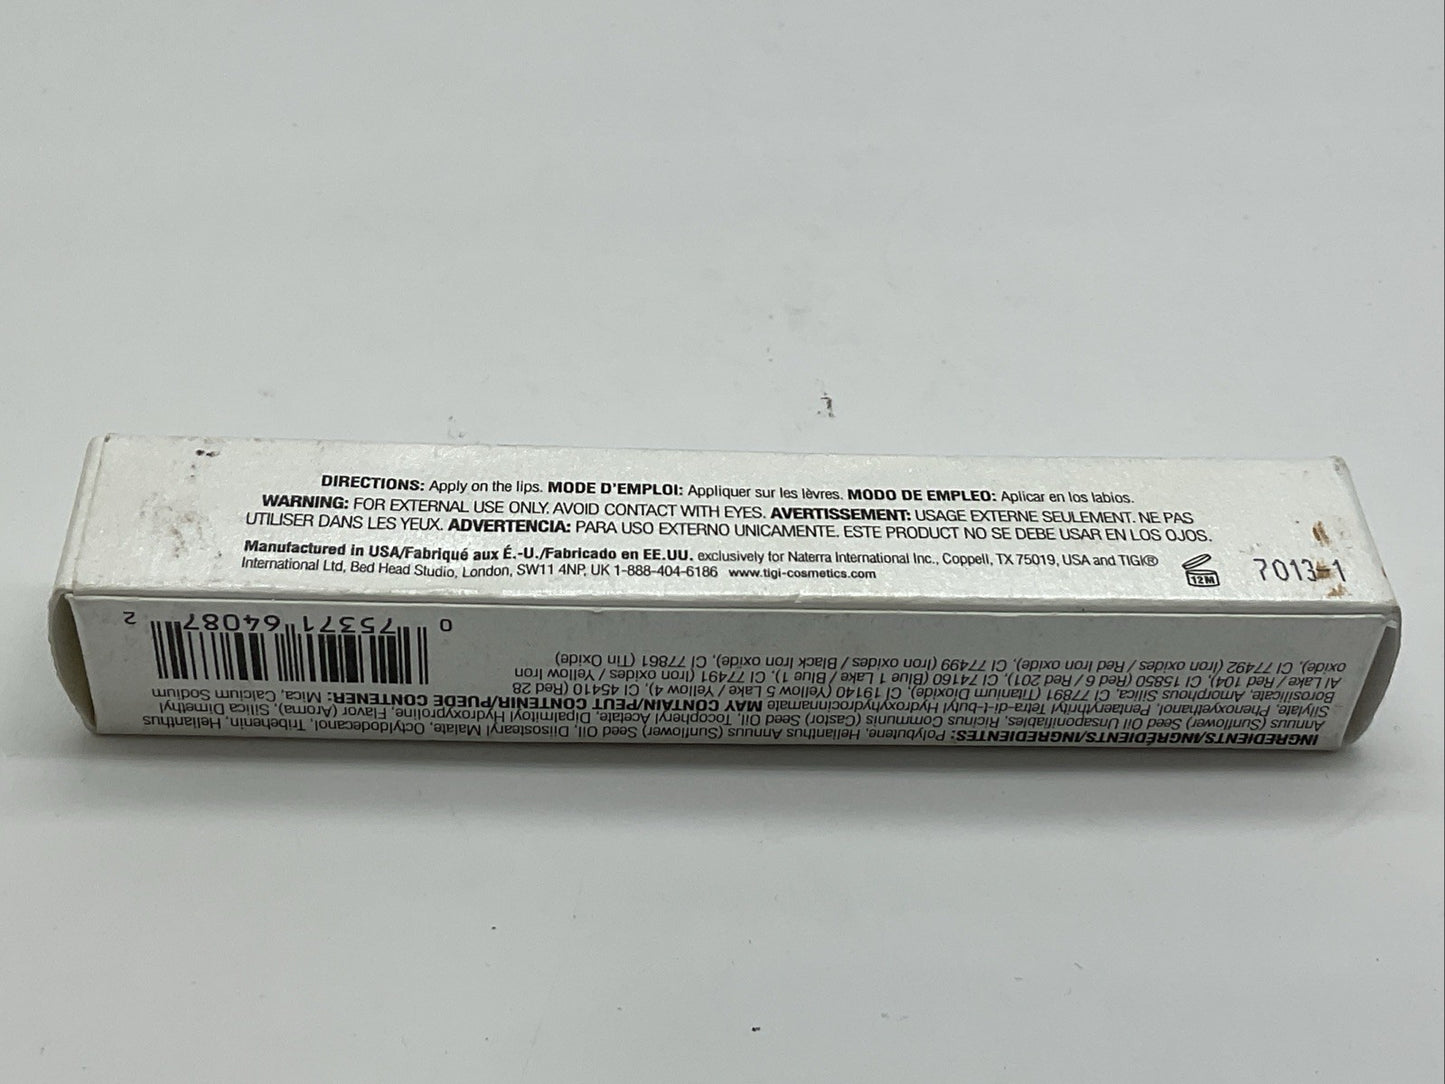 DIRECTIONS: Apply on the lips. MODE D'EMPLOI: Appliquer sur les lèvres. MODO DE EMPLEO: Aplicar en los labios.
WARNING: FOR EXTERNAL USE ONLY. AVOID CONTACT WITH EYES. AVERTISSEMENT: USAGE EXTERNE SEULEMENT. NE PAS
UTILISER DANS LES YEUX. ADVERTENCIA: PARA USO EXTERNO UNICAMENTE. ESTE PRODUCT NO SE DEBE USAR EN LOS OJOS.
Manufactured in USA/Fabriqué aux É.-U./Fabricado en EE.UU. exclusively for Naterra International Inc., Coppell, TX 75019, USA and TIGI®
International Ltd, Bed Head Studio, London, SW11 4NP, UK 1-888-404-6186 www.tigi-cosmetics.com
12M
7013-1
INGREDIENTS/INGRÉDIENTS/INGREDIENTES: Polybutene, Helianthus Annuus (Sunflower) Seed Oil, Diisostearyl Malate, Octyldodecanol, Tribehenin, Helianthus
Annuus (Sunflower) Seed Oil Unsaponifiables, Ricinus Communis (Castor) Seed Oil, Tocopheryl Acetate, Dipalmitoyl Hydroxyproline, Flavor (Aroma), Silica Dimethyl
Silylate, Phenoxyethanol, Pentaerythrityl Tetra-di-t-butyl Hydroxyhydrocinnamate MAY CONTAIN/PEUT CONTENIR/PUEDE CONTENER: Mica, Calcium Sodium
Borosilicate, Amorphous Silica, CI 77891 (Titanium Dioxide), CI 19140 (Yellow 5 Lake / Yellow 4), CI 45410 (Red 28
Al Lake / Red 104), CI 15850 (Red 6 / Red 201), CI 74160 (Blue 1 Lake / Blue 1), CI 77491 (Iron oxides / Yellow Iron
oxide), CI 77492 (Iron oxides / Red Iron oxide), CI 77499 (Iron oxides / Black Iron oxide), CI 77861 (Tin Oxide)
0 75371 64087 2